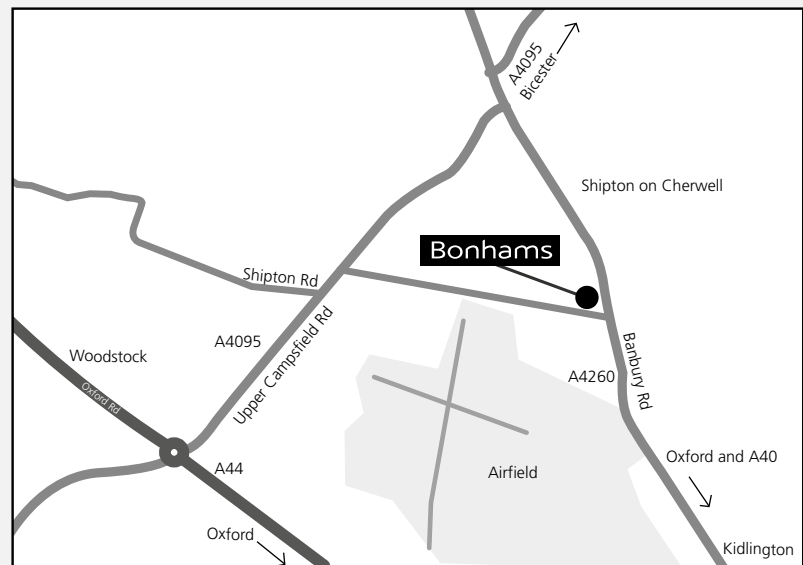 A4095
Bicester
Shipton on Cherwell
Bonhams
Shipton Rd
A4095
Upper Campsfield Rd
Woodstock
Oxford Rd
A4260
Banbury Rd
A44
Airfield
Oxford and A40
Oxford
Kidlington